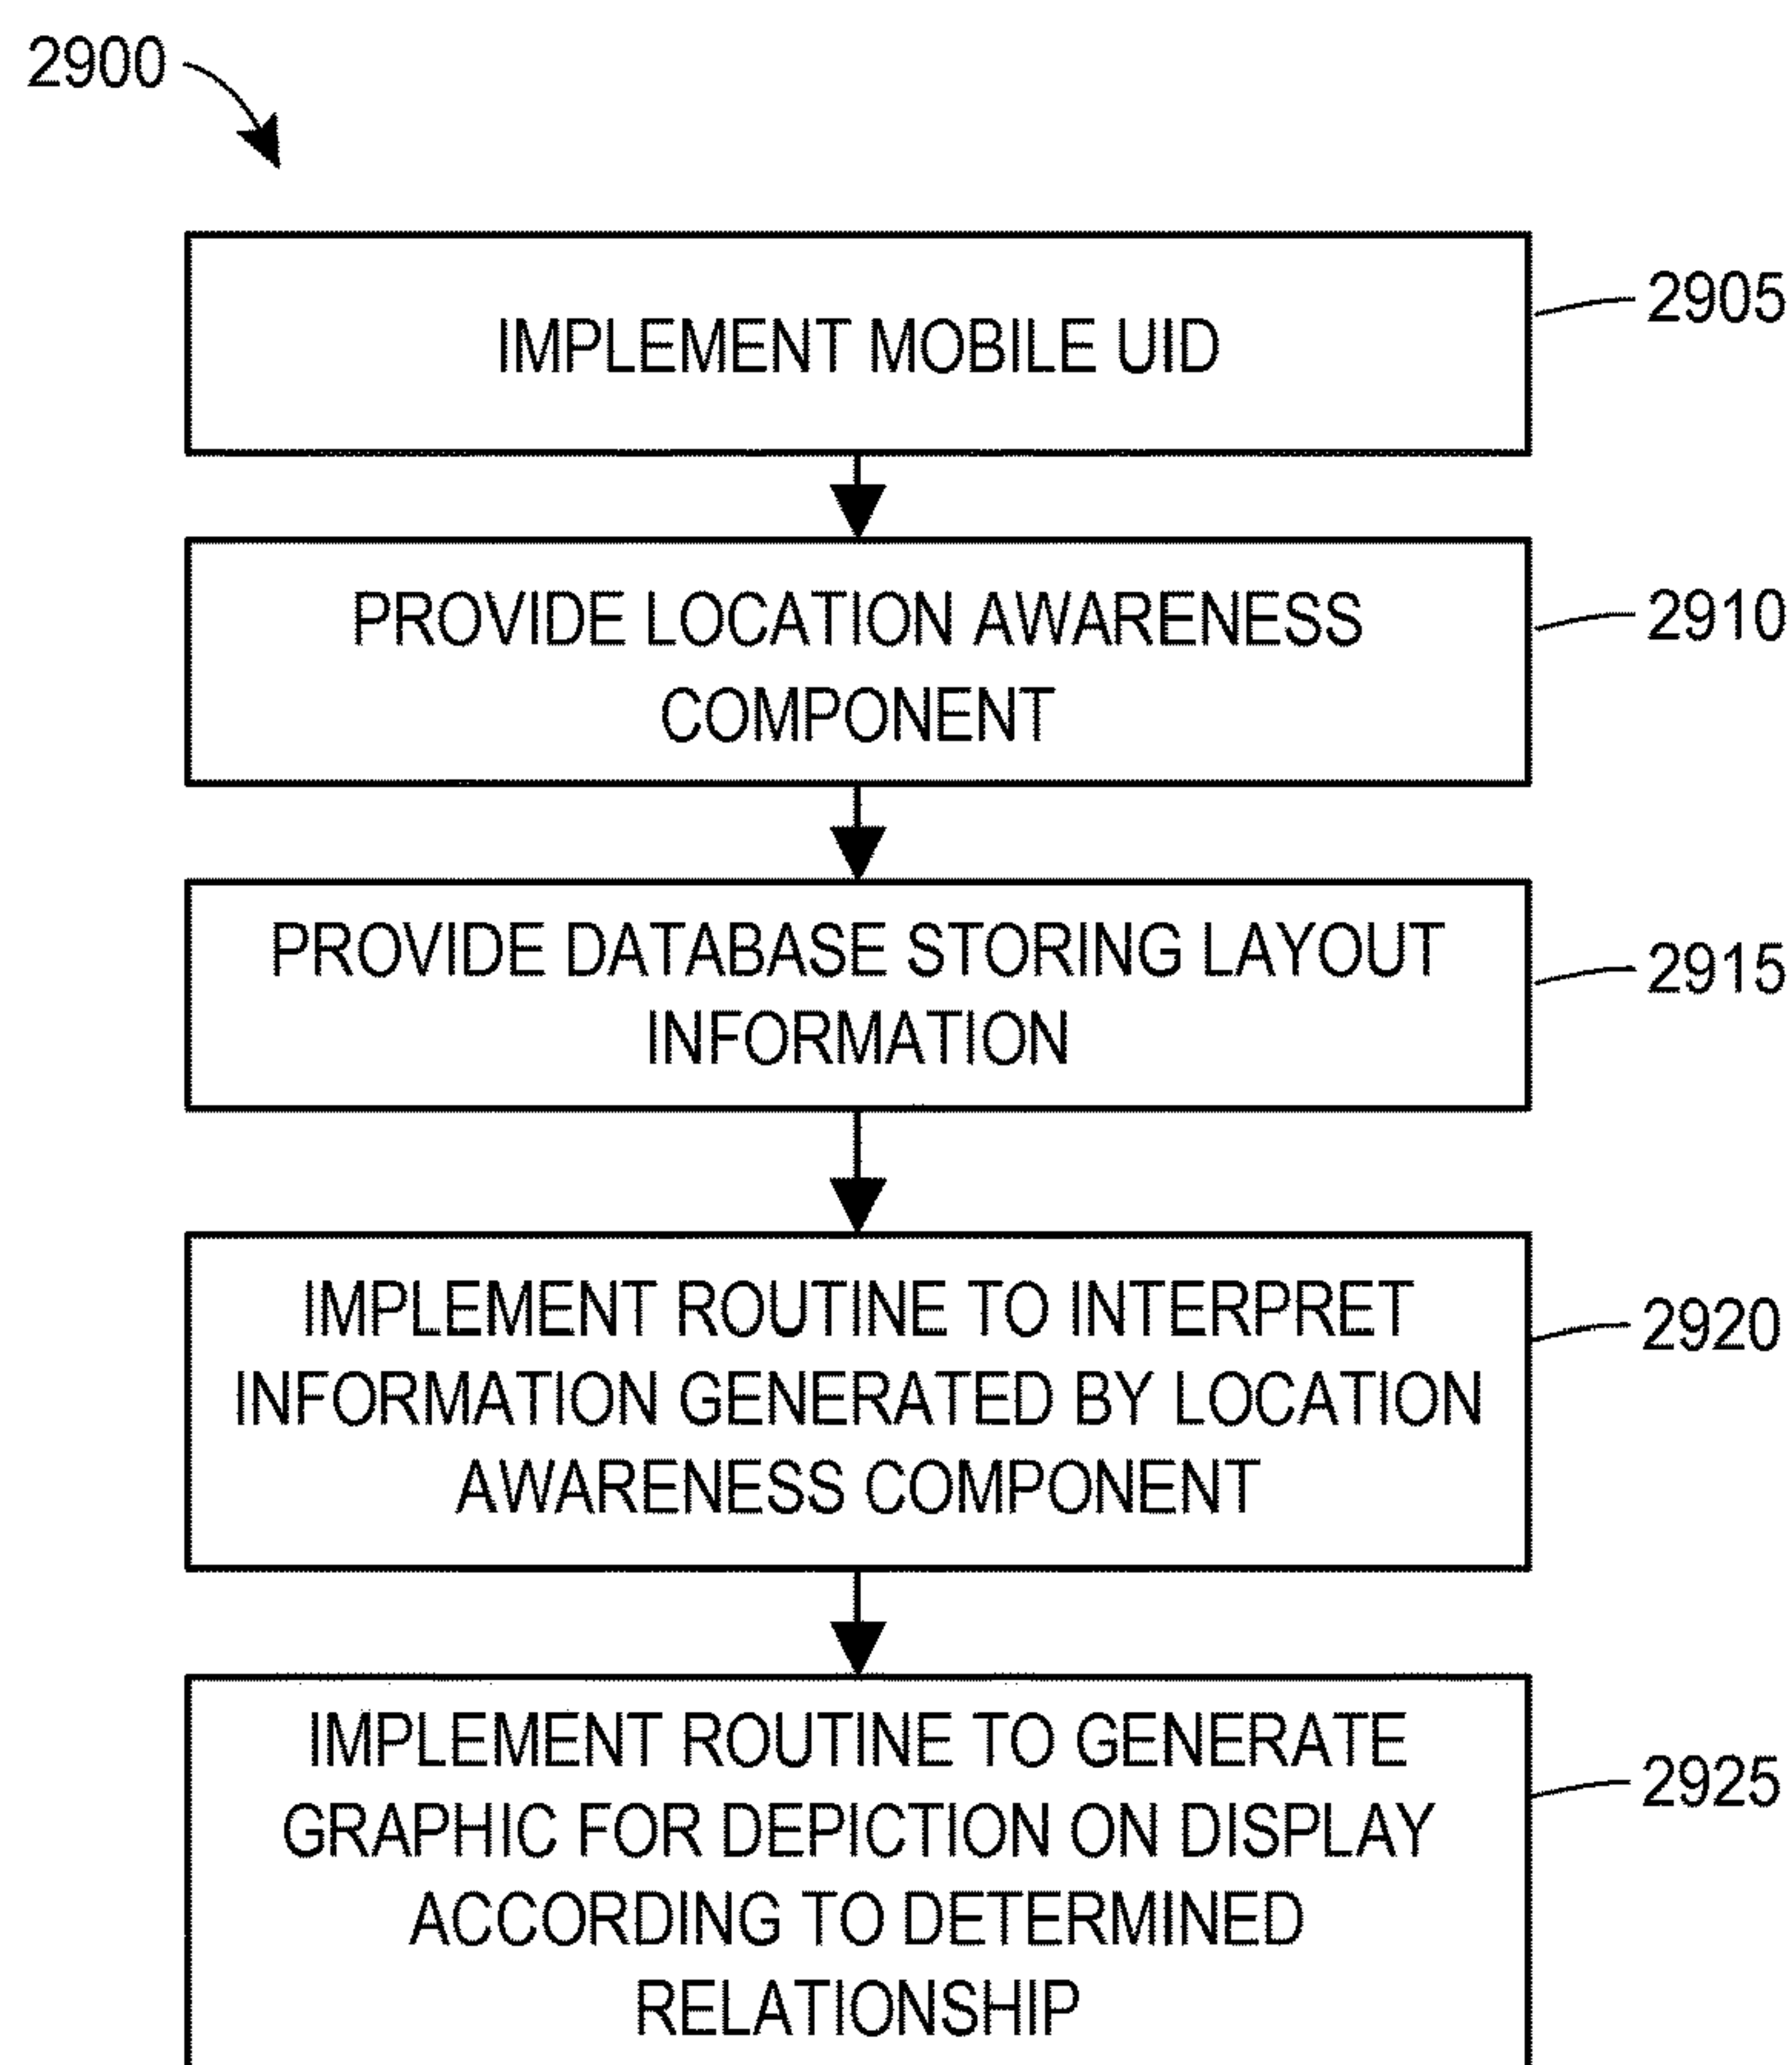 2900
IMPLEMENT MOBILE UID
2905
PROVIDE LOCATION AWARENESS
COMPONENT
2910
PROVIDE DATABASE STORING LAYOUT
INFORMATION
2915
IMPLEMENT ROUTINE TO INTERPRET
INFORMATION GENERATED BY LOCATION
AWARENESS COMPONENT
2920
IMPLEMENT ROUTINE TO GENERATE
GRAPHIC FOR DEPICTION ON DISPLAY
ACCORDING TO DETERMINED
RELATIONSHIP
2925